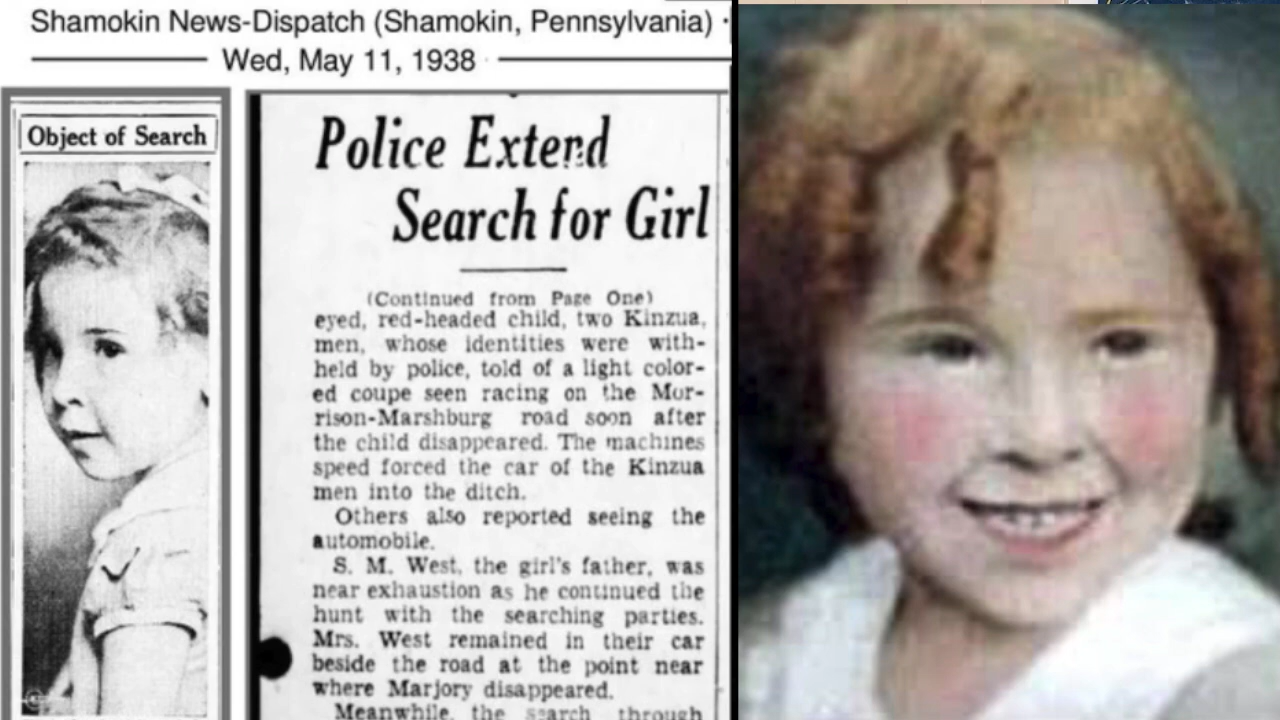 Shamokin News-Dispatch (Shamokin, Pennsylvania) ·
Wed, May 11, 1938
Object of Search
Police Extend
Search for Girl
(Continued from Page One)
eyed, red-headed child, two Kinzua,
men, whose identities were with-
held by police, told of a light color-
ed coupe seen racing on the Mor-
rison-Marshburg road soon after
the child disappeared. The machines
speed forced the car of the Kinzua
men into the ditch.
Others also reported seeing the
automobile.
S. M. West, the girl's father, was
near exhaustion as he continued the
hunt with the searching parties.
Mrs. West remained in their car
beside the road at the point near
where Marjory disappeared.
Meanwhile, the search through